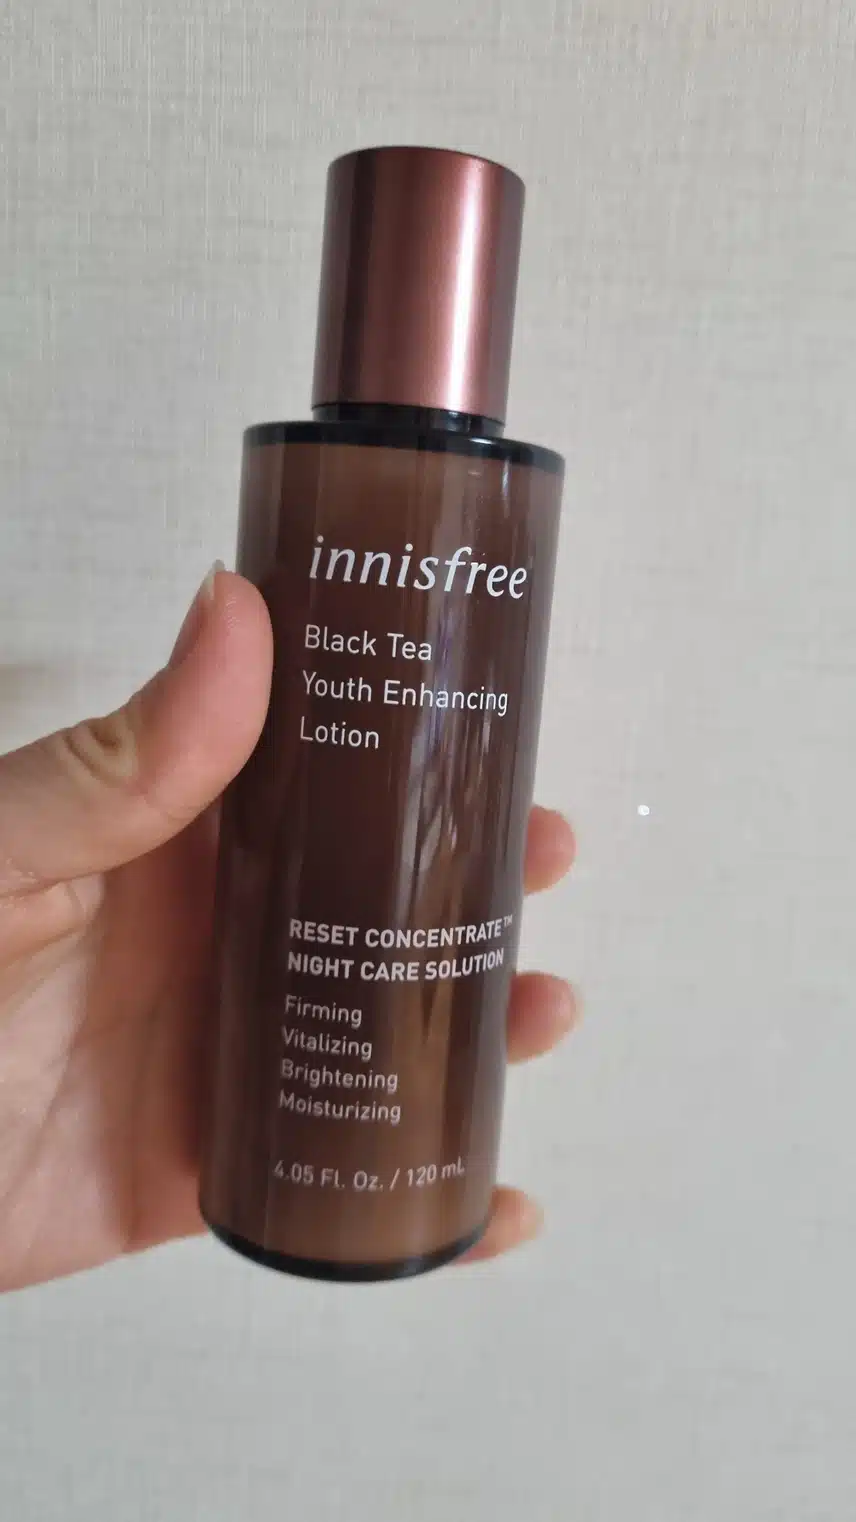 innisfree
Black Tea
Youth Enhancing
Lotion
RESET CONCENTRATE™
NIGHT CARE SOLUTION
Firming
Vitalizing
Brightening
Moisturizing
4.05 Fl. Oz. / 120 mL